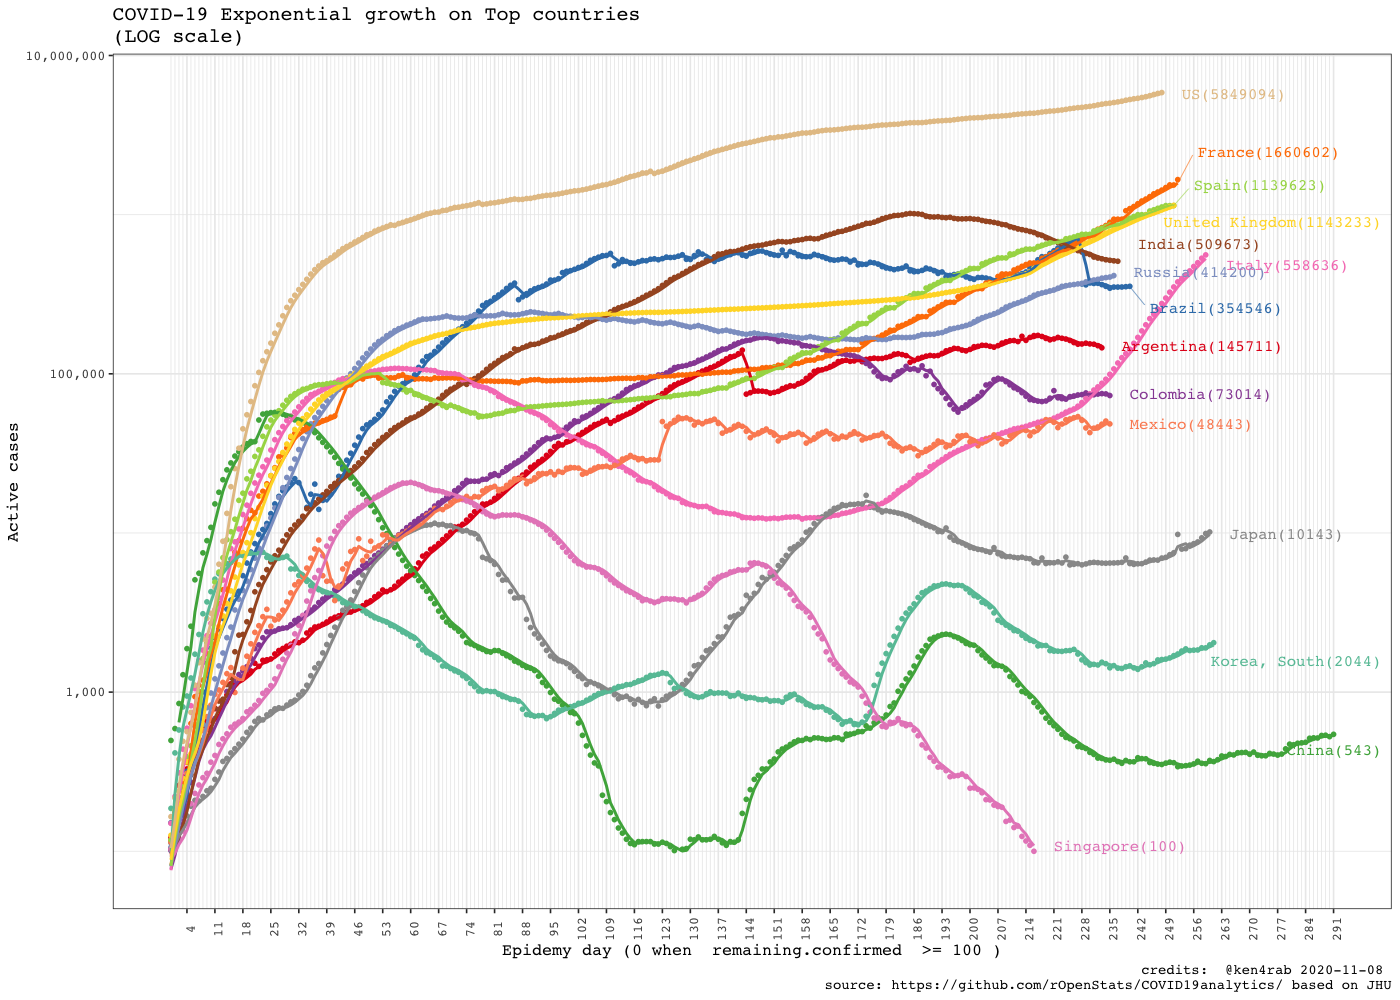 COVID-19 Exponential growth on Top countries
(LOG scale)
10,000,000
US(5849094)
France(1660602)
Spain(1139623)
United Kingdom(1143233)
India(509673)
Italy(558636)
Russia(414200)
Brazil(354546)
Argentina(145711)
100,000
Colombia(73014)
Mexico(48443)
Active cases
Japan(10143)
Korea, South(2044)
1,000
China(543)
Singapore(100)
4 11 18 25 32 39 46 53 60 67 74 81 88 95 102 109 116 123 130 137 144 151 158 165 172 179 186 193 200 207 214 221 228 235 242 249 256 263 270 277 284 291
Epidemy day (0 when  remaining.confirmed  >= 100 )
credits:  @ken4rab 2020-11-08
source: https://github.com/rOpenStats/COVID19analytics/ based on JHU